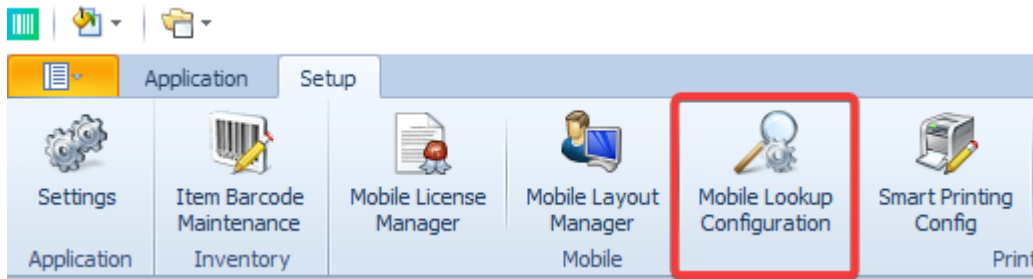 Application Setup
Settings
Item Barcode
Maintenance
Mobile License
Manager
Mobile Layout
Manager
Mobile Lookup
Configuration
Smart Printing
Config
Application
Inventory
Mobile
Prin